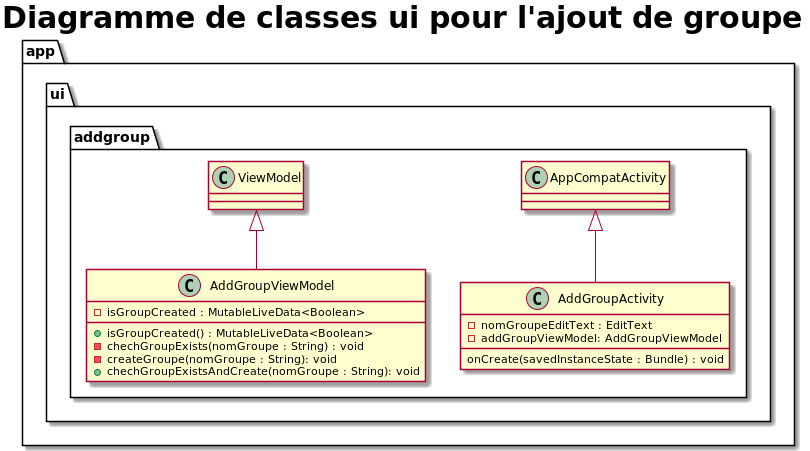 Diagramme de classes ui pour l'ajout de groupe
app
ui
addgroup
C ViewModel
C AppCompatActivity
C AddGroupViewModel
isGroupCreated : MutableLiveData<Boolean>
isGroupCreated() : MutableLiveData<Boolean>
chechGroupExists(nomGroupe : String) : void
createGroupe(nomGroupe : String): void
chechGroupExistsAndCreate(nomGroupe : String): void
C AddGroupActivity
nomGroupeEditText : EditText
addGroupViewModel: AddGroupViewModel
onCreate(savedInstanceState : Bundle) : void